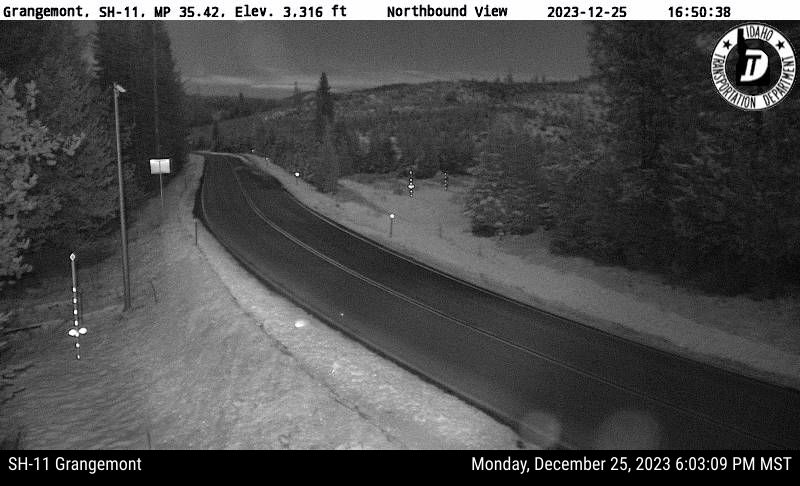 Grangemont, SH-11, MP 35.42, Elev. 3,316 ft Northbound View 2023-12-25 16:50:38
IDAHO
TRANSPORTATION DEPARTMENT
SH-11 Grangemont Monday, December 25, 2023 6:03:09 PM MST